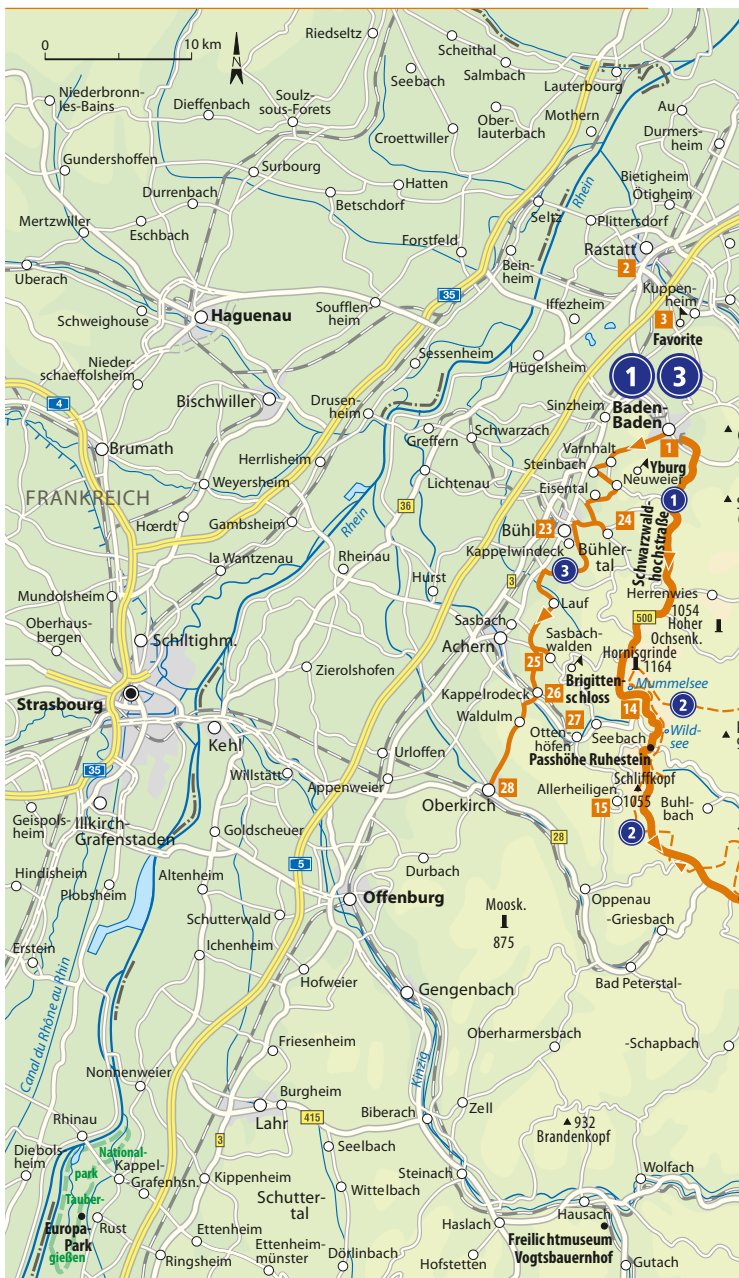 0
10 km
N
Riedseltz
Scheithal
Seebach
Salmbach
Lauterbourg
Niederbronn-
les-Bains
Dieffenbach
Soulz-
sous-Forets
Ober-
lauterbach
Mothern
Au
Durmers-
heim
Croettwiller
Gundershoffen
Surbourg
Hatten
Bietigheim
Ötigheim
Durrenbach
Betschdorf
Rhein
Seltz
Plittersdorf
Mertzwiller
Eschbach
Forstfeld
Rastatt
2
Uberach
Bein-
heim
35
Kuppen-
heim
Schweighouse
Haguenau
Soufflen-
heim
Iffezheim
3
Favorite
Nieder-
schaeffolsheim
Sessenheim
Hügelsheim
1
3
4
Bischwiller
Drusen-
heim
Sinzheim
Baden-
Baden
1
Brumath
Greffern
Schwarzach
Varnhalt
Herrlisheim
Steinbach
Yburg
Neuweier
Weyersheim
Lichtenau
Eisental
1
FRANKREICH
36
Hœrdt
Gambsheim
Rhein
Bühl
23
24
Schwarzwald-
hochstraße
Kappelwindeck
Bühler-
tal
la Wantzenau
Rheinau
3
3
Hurst
Mundolsheim
Lauf
Herrenwies
500
1054
Hoher
Ochsenk.
Oberhaus-
bergen
Schiltighm.
Sasbach
Achern
Sasbach-
walden
Hornisgrinde
1164
Zierolshofen
25
Brigitten-
schloss
Mummelsee
Strasbourg
Kappelrodeck
26
14
2
Waldulm
27
Wild-
see
Kehl
Otten-
höfen
Seebach
Urloffen
Passhöhe Ruhestein
35
Willstätt
Appenweier
28
Schliffkopf
1055
Allerheiligen
Oberkirch
15
Buhl-
bach
Geispols-
heim
Illkirch-
Grafenstaden
Goldscheuer
2
5
28
Durbach
Hindisheim
Plobsheim
Altenheim
Offenburg
Oppenau
Schutterwald
Moosk.
875
-Griesbach
Erstein
Ichenheim
Hofweier
Bad Peterstal-
Gengenbach
Canal du Rhône au Rhin
Friesenheim
Oberharmersbach
-Schapbach
Nonnenweier
Kinzig
Burgheim
Zell
Lahr
415
Biberach
932
Brandenkopf
Rhinau
3
Seelbach
Diebols-
heim
National-
park
Tauber-
gießen
Kappel-
Grafenhsn.
Kippenheim
Steinach
Wolfach
Wittelbach
Schutter-
tal
Europa-
Park
Rust
Hausach
Haslach
Ettenheim
Freilichtmuseum
Vogtsbauernhof
Ringsheim
Ettenheim-
münster
Dörlinbach
Hofstetten
Gutach